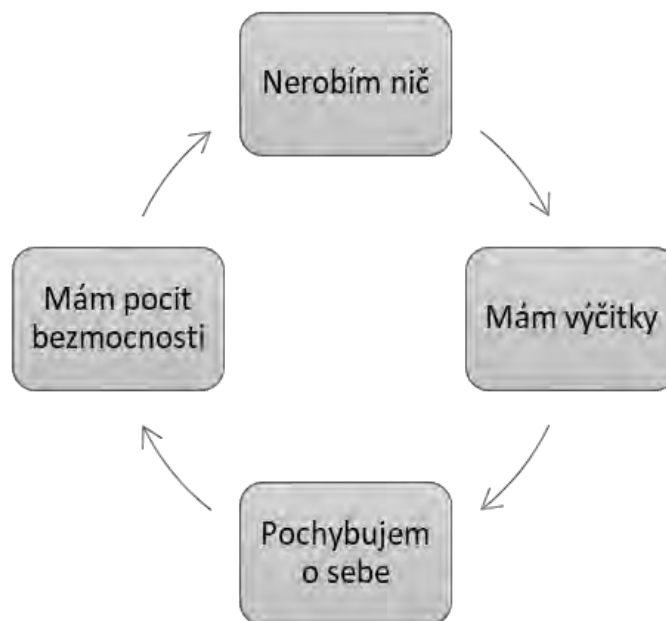 Nerobím nič
Mám výčitky
Pochybujem
o sebe
Mám pocit
bezmocnosti